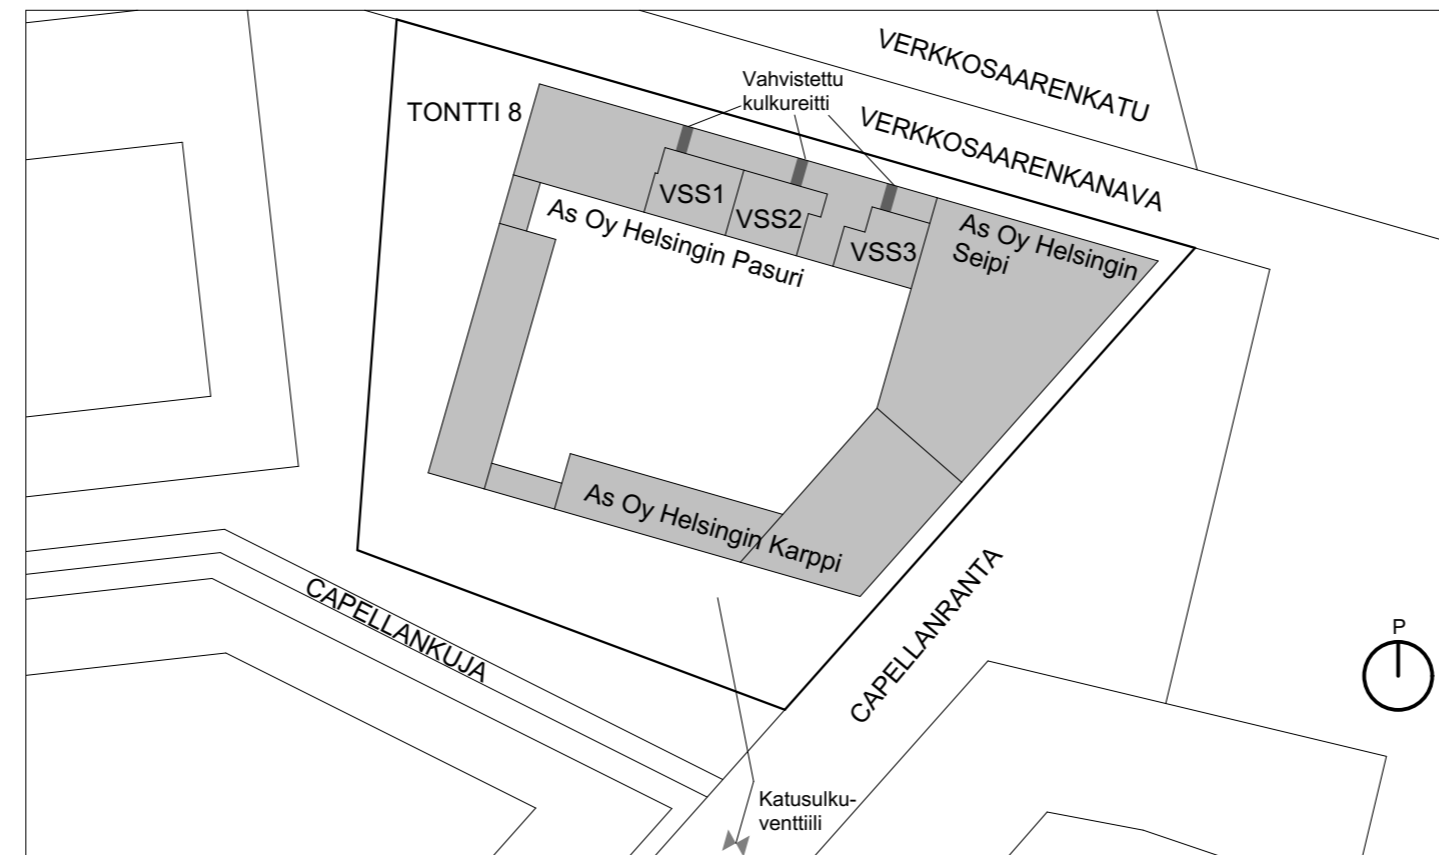 VERKKOSAARENKATU
Vahvistettu
kulkureitti
TONTTI 8
VERKKOSAARENKANAVA
VSS1
VSS2
VSS3
As Oy Helsingin
Seipi
As Oy Helsingin Pasuri
As Oy Helsingin Karppi
CAPELLANKUJA
CAPELLANRANTA
P
Katusulku-
venttiili